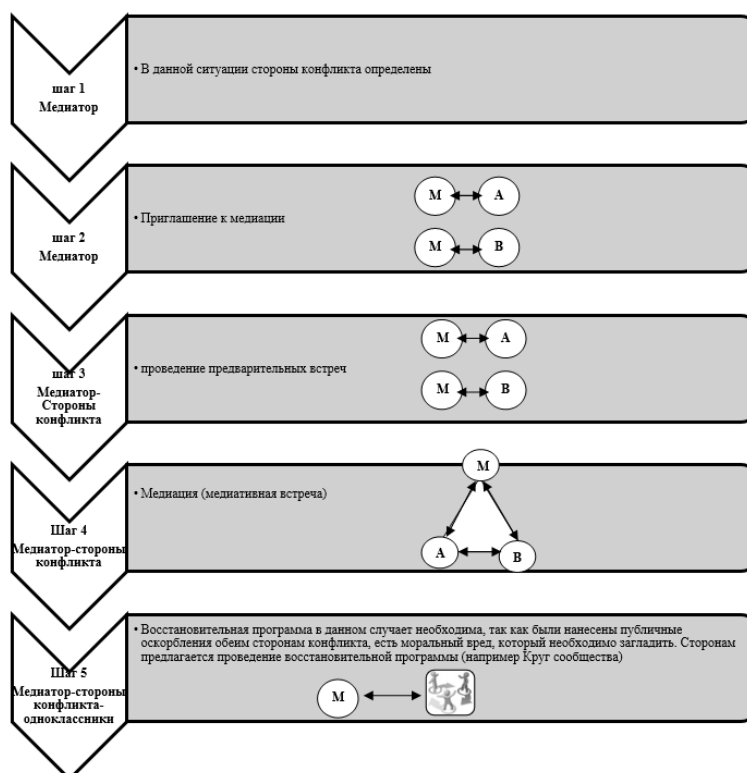 шаг 1
Медиатор
• В данной ситуации стороны конфликта определены
шаг 2
Медиатор
• Приглашение к медиации
М А
М В
шаг 3
Медиатор-
Стороны
конфликта
• проведение предварительных встреч
М А
М В
Шаг 4
Медиатор-стороны
конфликта
• Медиация (медиативная встреча)
М
А В
Шаг 5
Медиатор-стороны
конфликта-
одноклассники
• Восстановительная программа в данном случает необходима, так как были нанесены публичные
оскорбления обеим сторонам конфликта, есть моральный вред, который необходимо загладить. Сторонам
предлагается проведение восстановительной программы (например Круг сообщества)
М